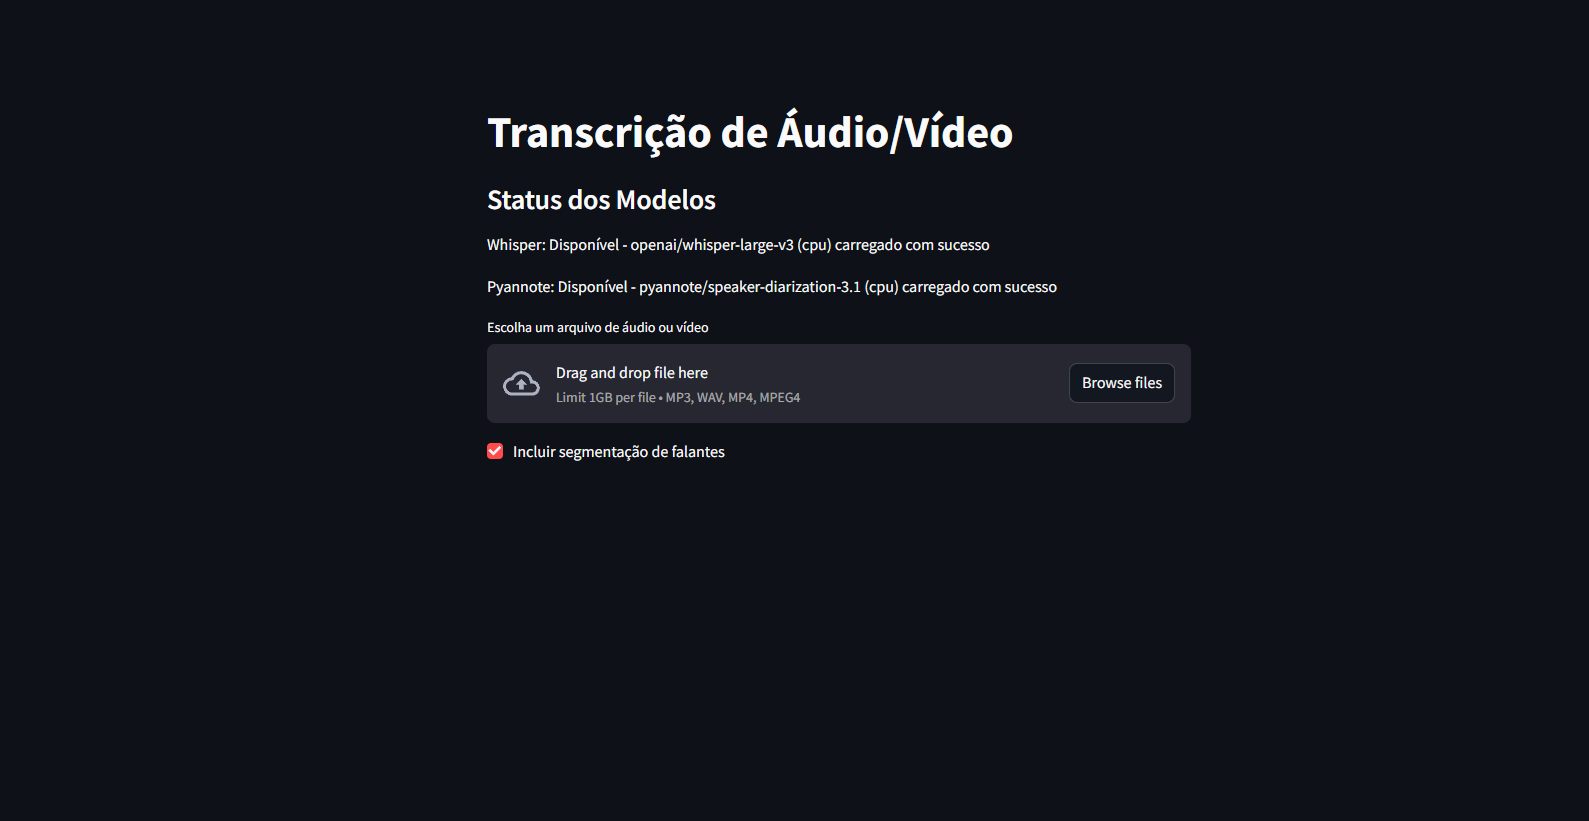 Transcrição de Áudio/Vídeo
Status dos Modelos
Whisper: Disponível - openai/whisper-large-v3 (cpu) carregado com sucesso
Pyannote: Disponível - pyannote/speaker-diarization-3.1 (cpu) carregado com sucesso
Escolha um arquivo de áudio ou vídeo
Drag and drop file here
Limit 1GB per file • MP3, WAV, MP4, MPEG4
Browse files
Incluir segmentação de falantes